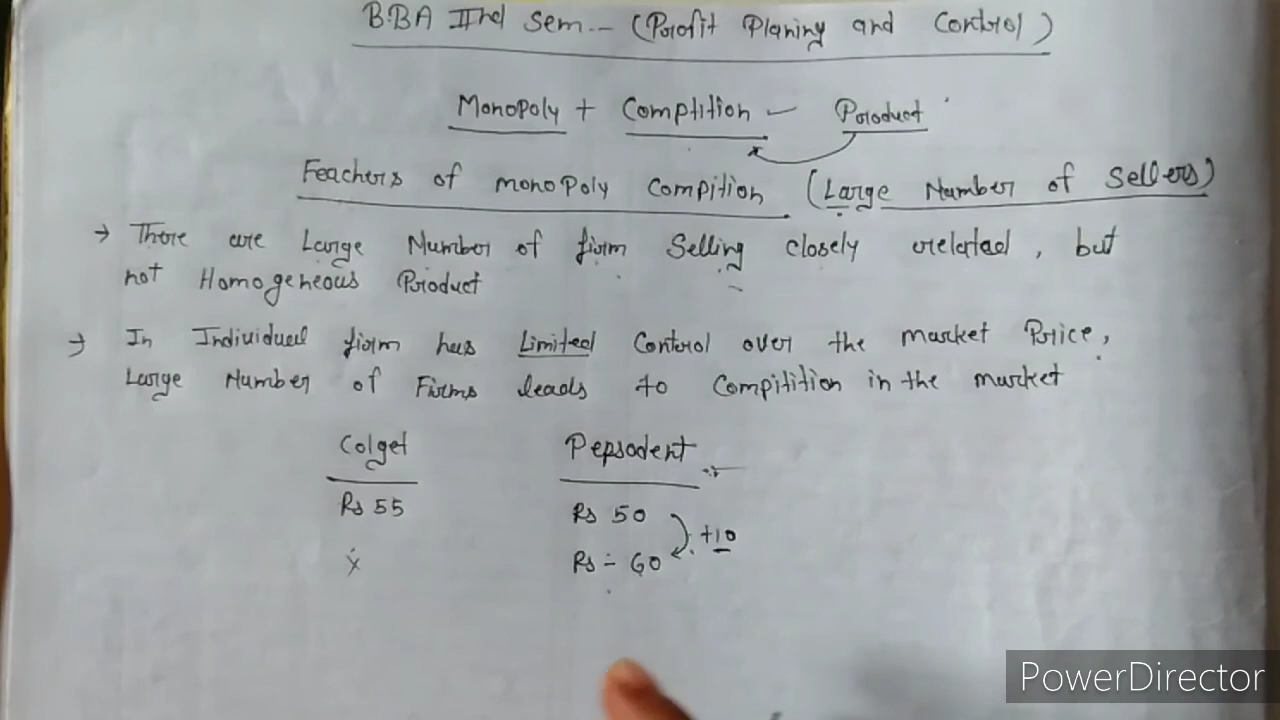 B.BA IInd Sem - (Profit Planing and Control)
Monopoly + Comptition - Product
Feachers of monopoly Compition (Large Number of Sellers)
→ There are Large Number of firm Selling closely related, but
not Homogeneous Product
→ In Individual firm has Limited Control over the market Price,
Large Number of Firms leads to Compitition in the market
Colget Pepsodent
Rs 55 Rs 50
+10
x Rs = 60
PowerDirector